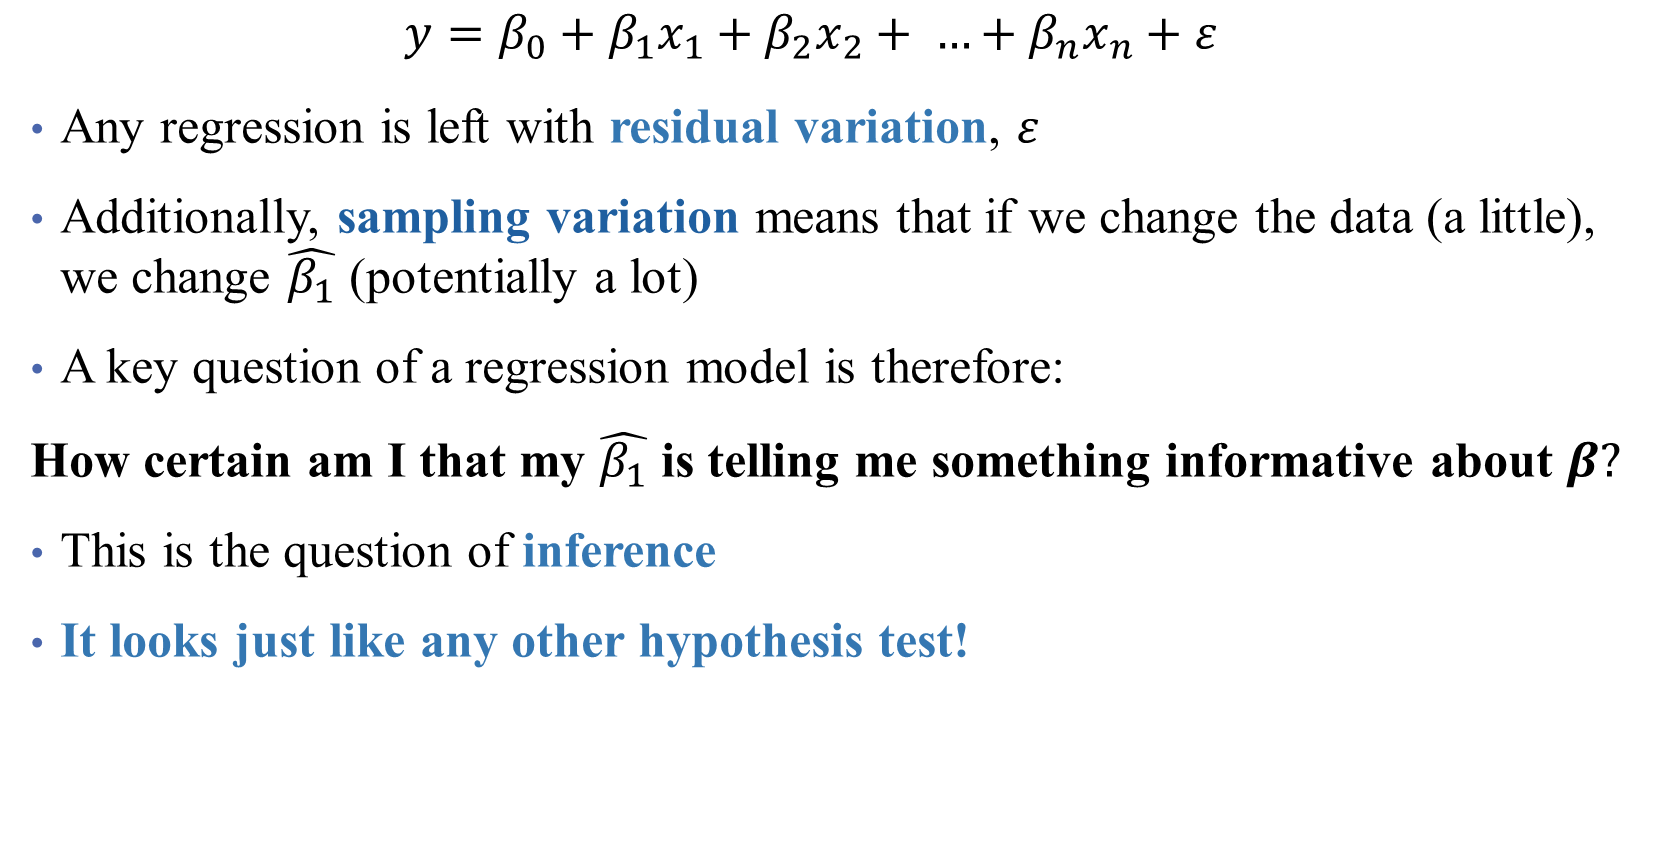 y = β₀ + β₁x₁ + β₂x₂ + … + βₙxₙ + ε
• Any regression is left with residual variation, ε
• Additionally, sampling variation means that if we change the data (a little),
we change β̂₁ (potentially a lot)
• A key question of a regression model is therefore:
How certain am I that my β̂₁ is telling me something informative about β?
• This is the question of inference
• It looks just like any other hypothesis test!